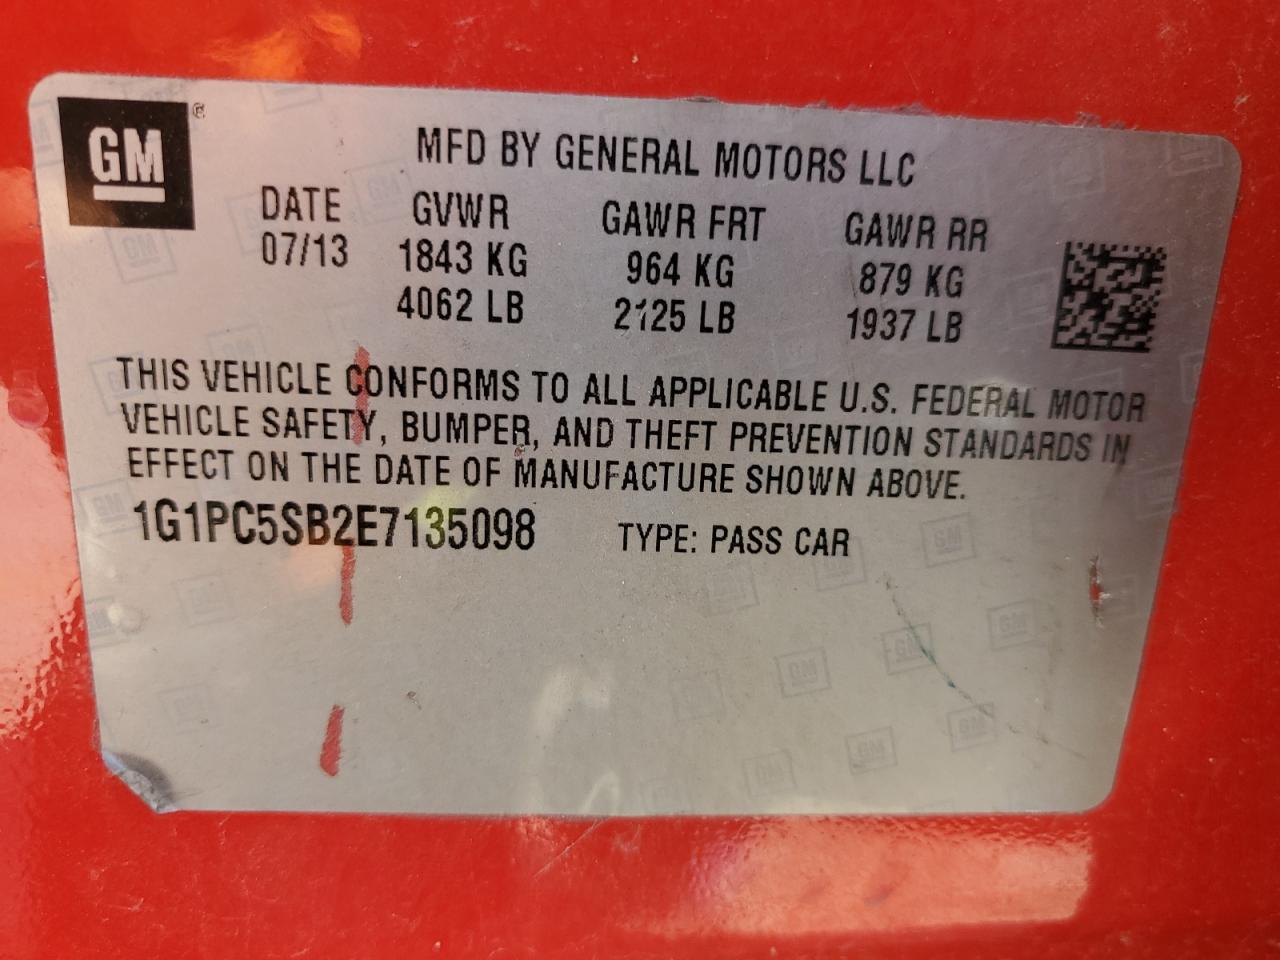 GM ®
MFD BY GENERAL MOTORS LLC
DATE GVWR GAWR FRT GAWR RR
07/13 1843 KG 964 KG 879 KG
4062 LB 2125 LB 1937 LB
THIS VEHICLE CONFORMS TO ALL APPLICABLE U.S. FEDERAL MOTOR
VEHICLE SAFETY, BUMPER, AND THEFT PREVENTION STANDARDS IN
EFFECT ON THE DATE OF MANUFACTURE SHOWN ABOVE.
1G1PC5SB2E7135098 TYPE: PASS CAR